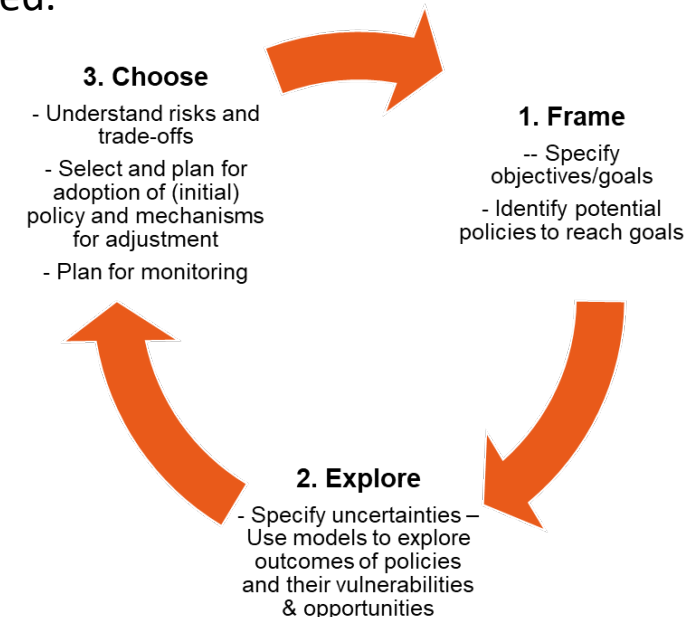 3. Choose
- Understand risks and
trade-offs
- Select and plan for
adoption of (initial)
policy and mechanisms
for adjustment
- Plan for monitoring
1. Frame
-- Specify
objectives/goals
- Identify potential
policies to reach goals
2. Explore
- Specify uncertainties –
Use models to explore
outcomes of policies
and their vulnerabilities
& opportunities